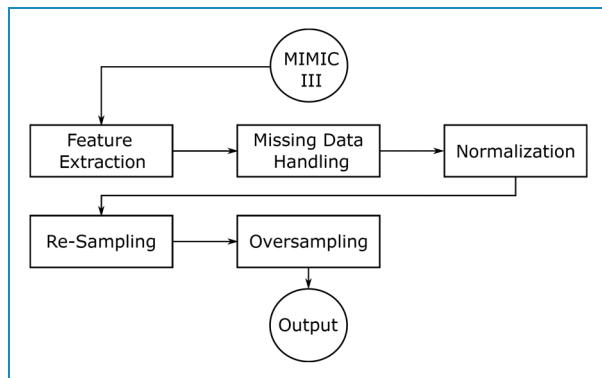 MIMIC
III
Feature
Extraction
Missing Data
Handling
Normalization
Re-Sampling
Oversampling
Output